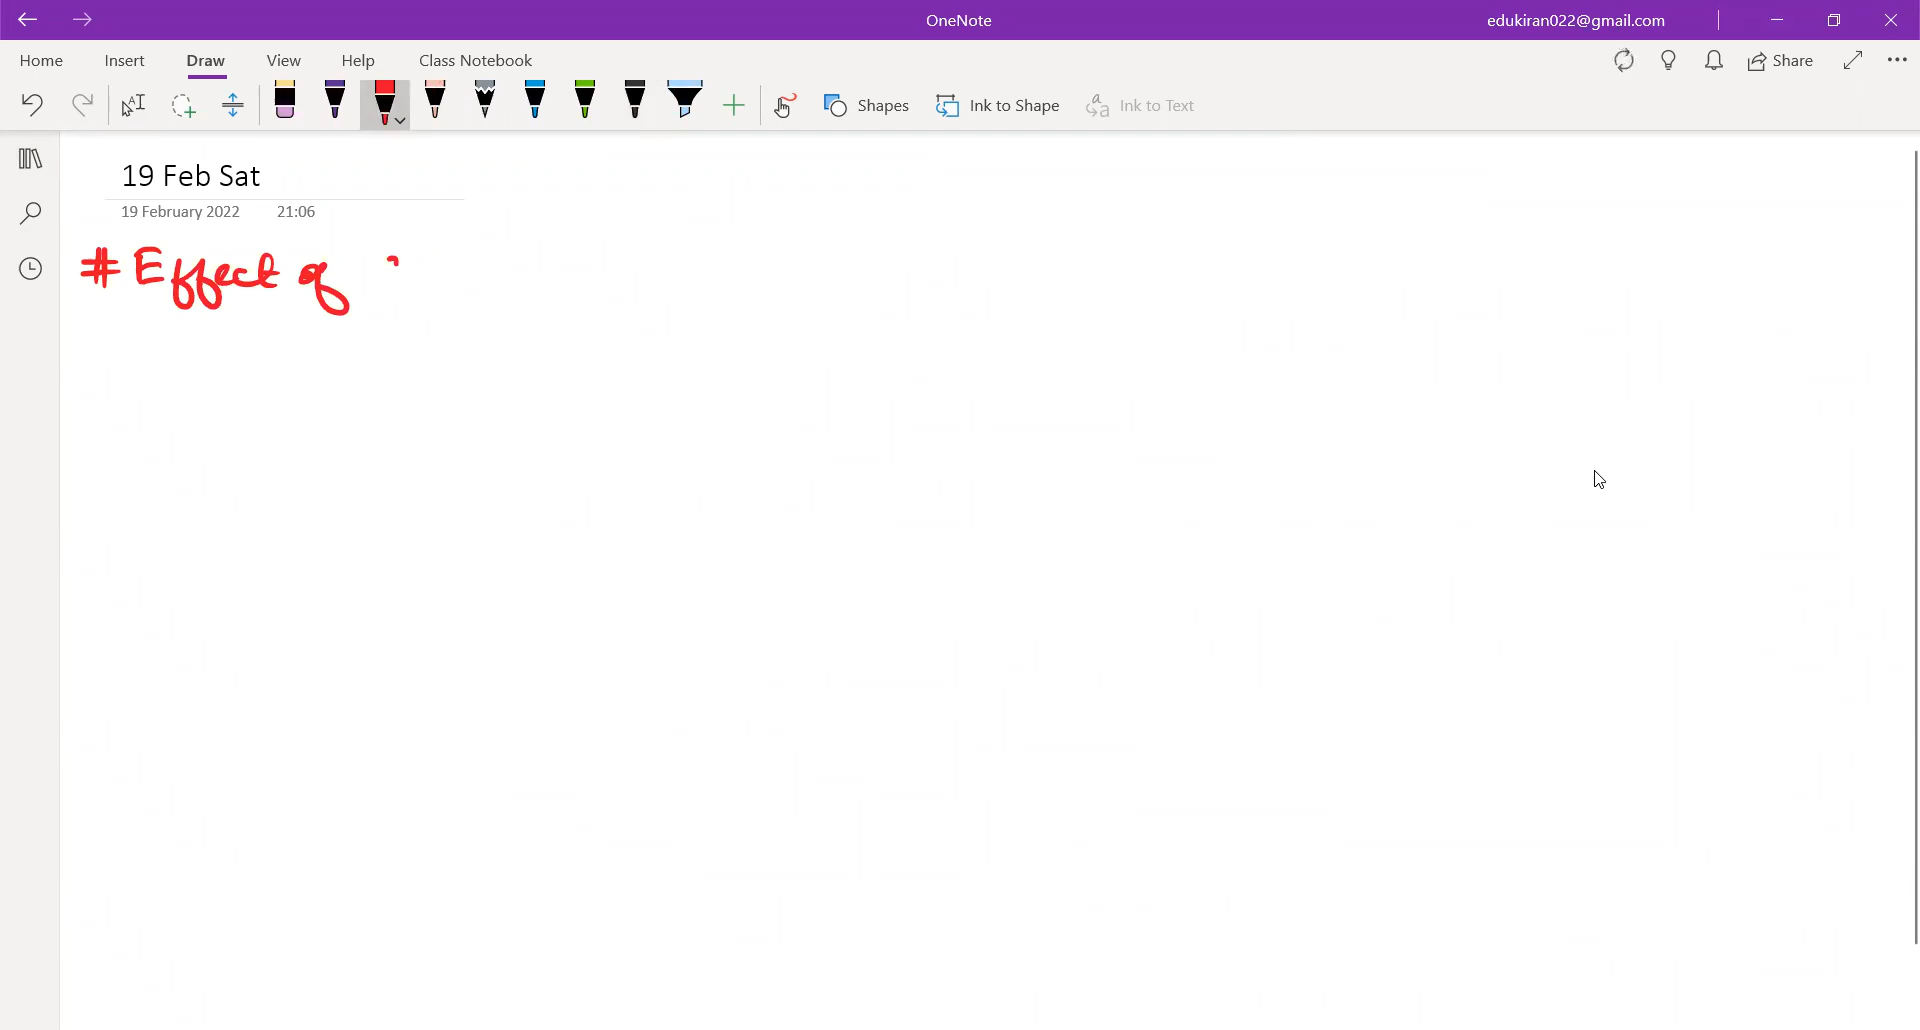 OneNote
edukiran022@gmail.com
Home Insert Draw View Help Class Notebook Share
Shapes Ink to Shape Ink to Text
19 Feb Sat
19 February 2022 21:06
# Effect of